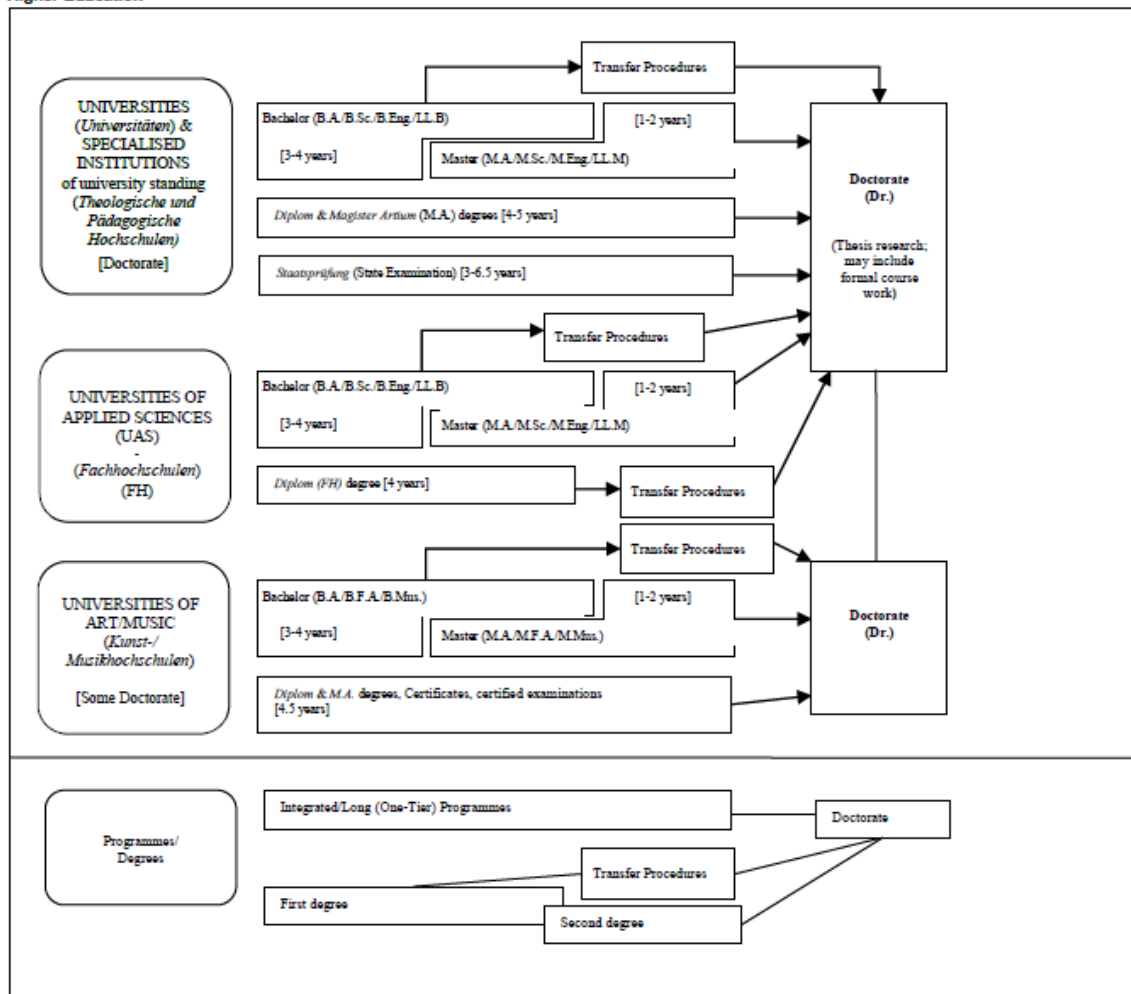 UNIVERSITIES
(Universitäten) &
SPECIALISED
INSTITUTIONS
of university standing
(Theologische und
Pädagogische
Hochschulen)
[Doctorate]
Transfer Procedures
Bachelor (B.A./B.Sc./B.Eng./LL.B)
[3-4 years]
[1-2 years]
Master (M.A./M.Sc./M.Eng./LL.M)
Diplom & Magister Artium (M.A.) degrees [4-5 years]
Staatsprüfung (State Examination) [3-6.5 years]
Doctorate
(Dr.)
(Thesis research;
may include
formal course
work)
UNIVERSITIES OF
APPLIED SCIENCES
(UAS)
-
(Fachhochschulen)
(FH)
Transfer Procedures
Bachelor (B.A./B.Sc./B.Eng./LL.B)
[3-4 years]
[1-2 years]
Master (M.A./M.Sc./M.Eng./LL.M)
Diplom (FH) degree [4 years]
Transfer Procedures
UNIVERSITIES OF
ART/MUSIC
(Kunst-/
Musikhochschulen)
[Some Doctorate]
Transfer Procedures
Bachelor (B.A./B.F.A./B.Mus.)
[3-4 years]
[1-2 years]
Master (M.A./M.F.A./M.Mus.)
Diplom & M.A. degrees, Certificates, certified examinations
[4.5 years]
Doctorate
(Dr.)
Programmes/
Degrees
Integrated/Long (One-Tier) Programmes
Doctorate
Transfer Procedures
First degree
Second degree